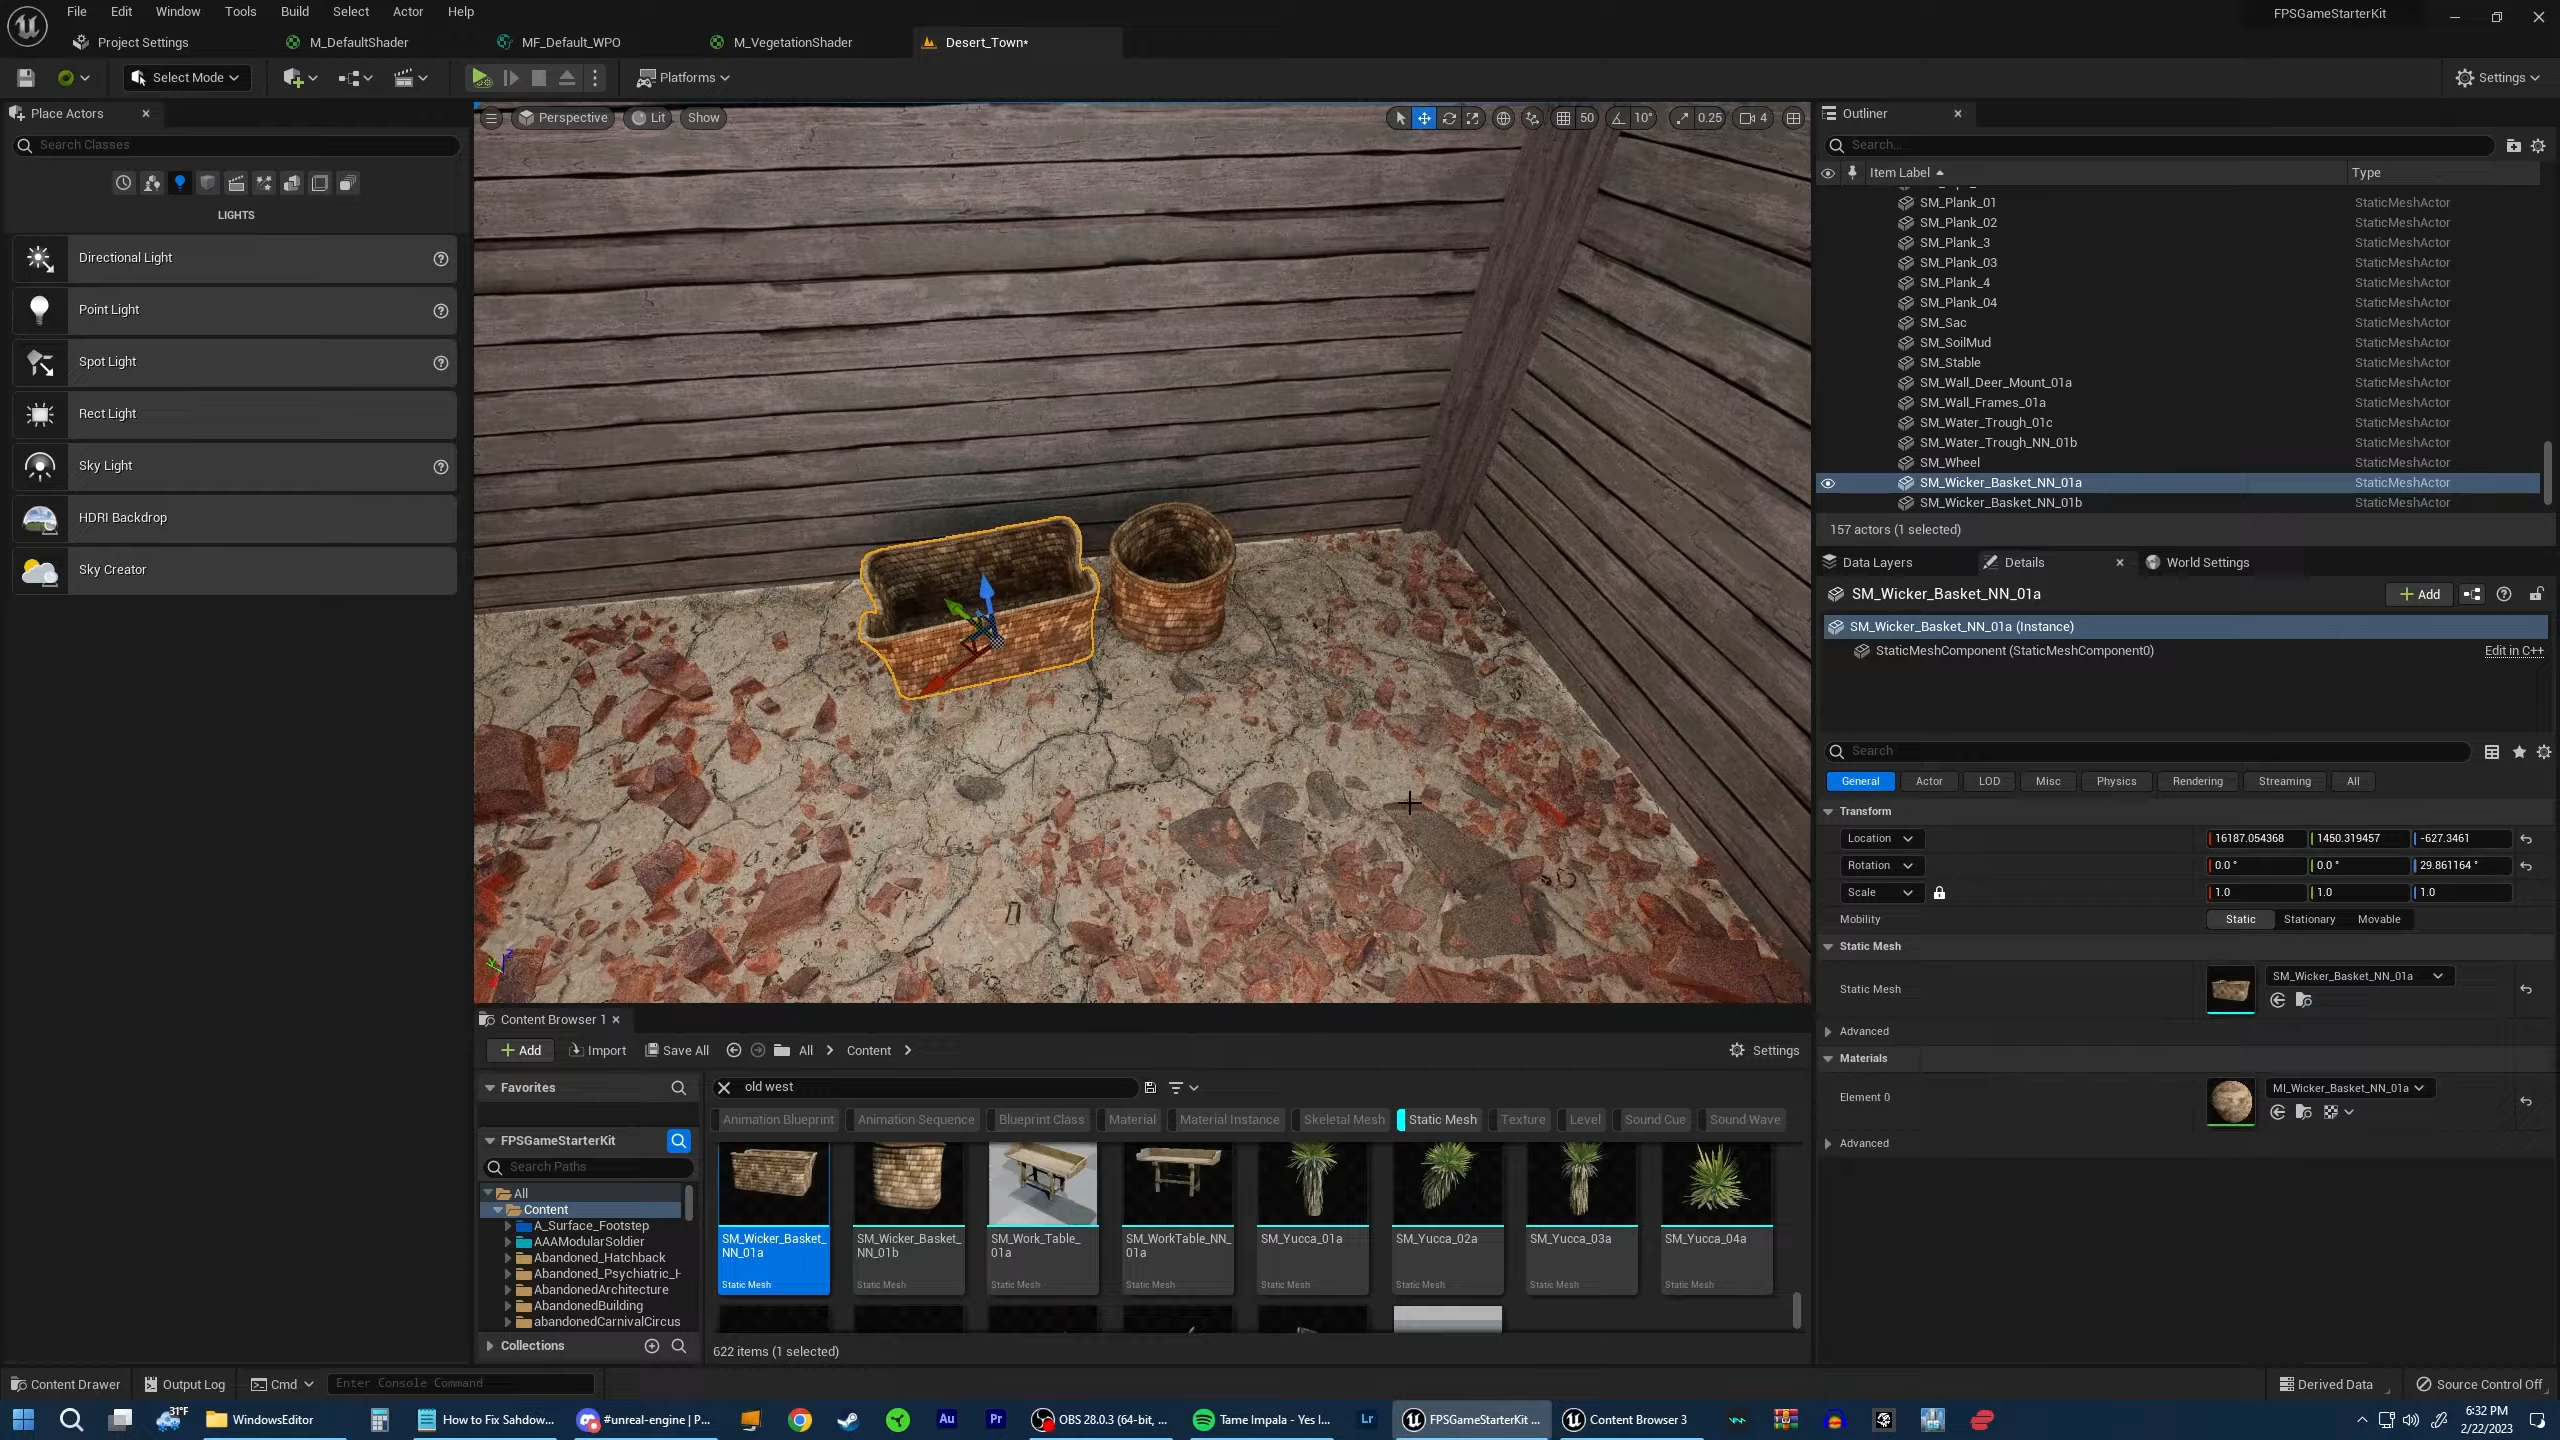 File Edit Window Tools Build Select Actor Help
FPSGameStarterKit
Project Settings
M_DefaultShader
MF_Default_WPO
M_VegetationShader
Desert_Town*
Select Mode
Platforms
Settings
Place Actors
Search Classes
LIGHTS
Directional Light
Point Light
Spot Light
Rect Light
Sky Light
HDRI Backdrop
Sky Creator
Perspective
Lit
Show
50
10°
0.25
4
Outliner
Search...
Item Label
Type
SM_Plank_01 StaticMeshActor
SM_Plank_02 StaticMeshActor
SM_Plank_3 StaticMeshActor
SM_Plank_03 StaticMeshActor
SM_Plank_4 StaticMeshActor
SM_Plank_04 StaticMeshActor
SM_Sac StaticMeshActor
SM_SoilMud StaticMeshActor
SM_Stable StaticMeshActor
SM_Wall_Deer_Mount_01a StaticMeshActor
SM_Wall_Frames_01a StaticMeshActor
SM_Water_Trough_01c StaticMeshActor
SM_Water_Trough_NN_01b StaticMeshActor
SM_Wheel StaticMeshActor
SM_Wicker_Basket_NN_01a StaticMeshActor
SM_Wicker_Basket_NN_01b StaticMeshActor
157 actors (1 selected)
Data Layers
Details
World Settings
SM_Wicker_Basket_NN_01a
Add
SM_Wicker_Basket_NN_01a (Instance)
StaticMeshComponent (StaticMeshComponent0)
Edit in C++
Search
General Actor LOD Misc Physics Rendering Streaming All
Transform
Location 16187.054368 1450.319457 -627.3461
Rotation 0.0 ° 0.0 ° 29.861164 °
Scale 1.0 1.0 1.0
Mobility Static Stationary Movable
Static Mesh
Static Mesh
SM_Wicker_Basket_NN_01a
Advanced
Materials
Element 0
MI_Wicker_Basket_NN_01a
Advanced
Content Browser 1
Add
Import
Save All
All
Content
Settings
Favorites
FPSGameStarterKit
Search Paths
All
Content
A_Surface_Footstep
AAAModularSoldier
Abandoned_Hatchback
Abandoned_Psychiatric_H
AbandonedArchitecture
AbandonedBuilding
abandonedCarnivalCircus
Collections
old west
Animation Blueprint
Animation Sequence
Blueprint Class
Material
Material Instance
Skeletal Mesh
Static Mesh
Texture
Level
Sound Cue
Sound Wave
SM_Wicker_Basket_
NN_01a
Static Mesh
SM_Wicker_Basket_
NN_01b
Static Mesh
SM_Work_Table_
01a
Static Mesh
SM_WorkTable_NN_
01a
Static Mesh
SM_Yucca_01a
Static Mesh
SM_Yucca_02a
Static Mesh
SM_Yucca_03a
Static Mesh
SM_Yucca_04a
Static Mesh
622 items (1 selected)
Content Drawer
Output Log
Cmd
Enter Console Command
Derived Data
Source Control Off
31°F
WindowsEditor
How to Fix Sahdow...
#unreal-engine | P...
Au
Pr
OBS 28.0.3 (64-bit, ...
Tame Impala - Yes I...
Lr
FPSGameStarterKit ...
Content Browser 3
6:32 PM
2/22/2023